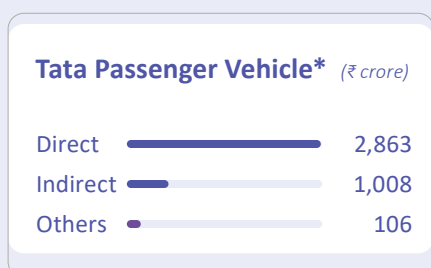 Tata Passenger Vehicle* (₹ crore)
Direct 2,863
Indirect 1,008
Others 106